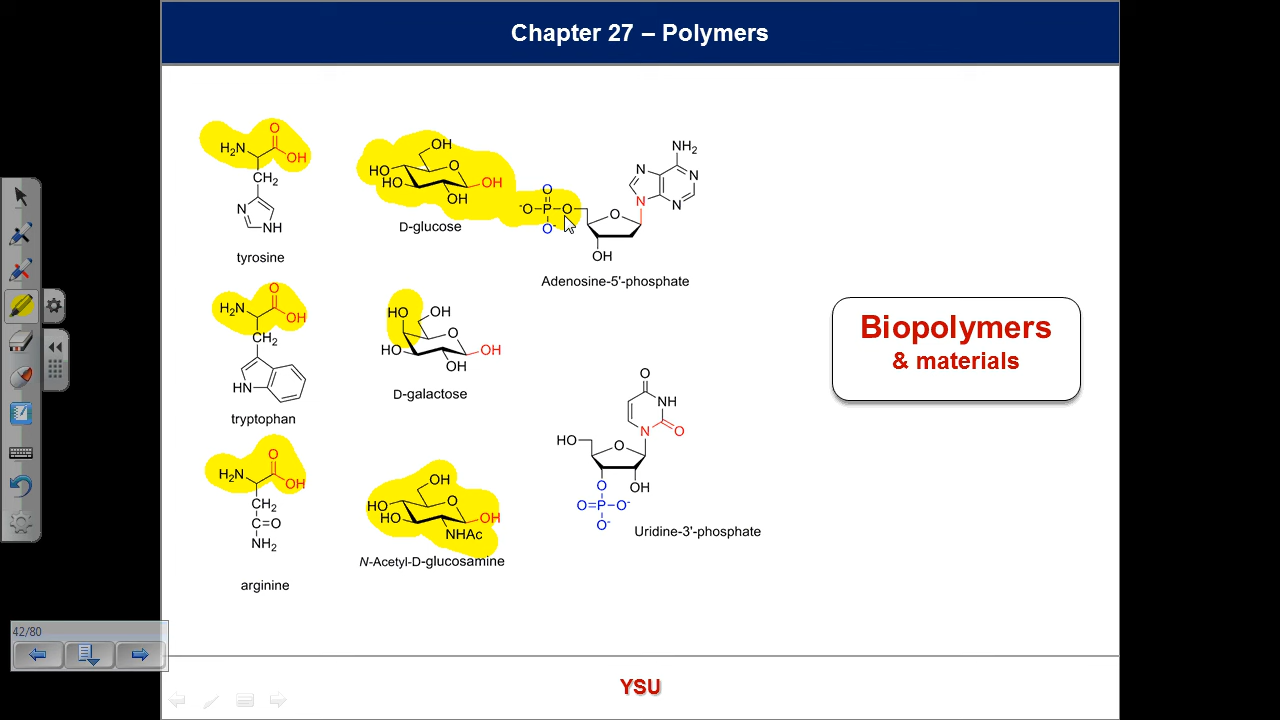 Chapter 27 – Polymers
H₂N
O
OH
CH₂
N
NH
tyrosine
OH
HO
HO
O
OH
OH
D-glucose
O
⁻O–P–O
O⁻
O
OH
N
N
N
N
NH₂
Adenosine-5'-phosphate
H₂N
O
OH
CH₂
HN
tryptophan
HO
OH
HO
O
OH
OH
D-galactose
Biopolymers
& materials
H₂N
O
OH
CH₂
C=O
NH₂
arginine
OH
HO
HO
O
OH
NHAc
N-Acetyl-D-glucosamine
O
NH
N
O
HO
O
O
OH
O=P–O⁻
O⁻
Uridine-3'-phosphate
42/80
YSU